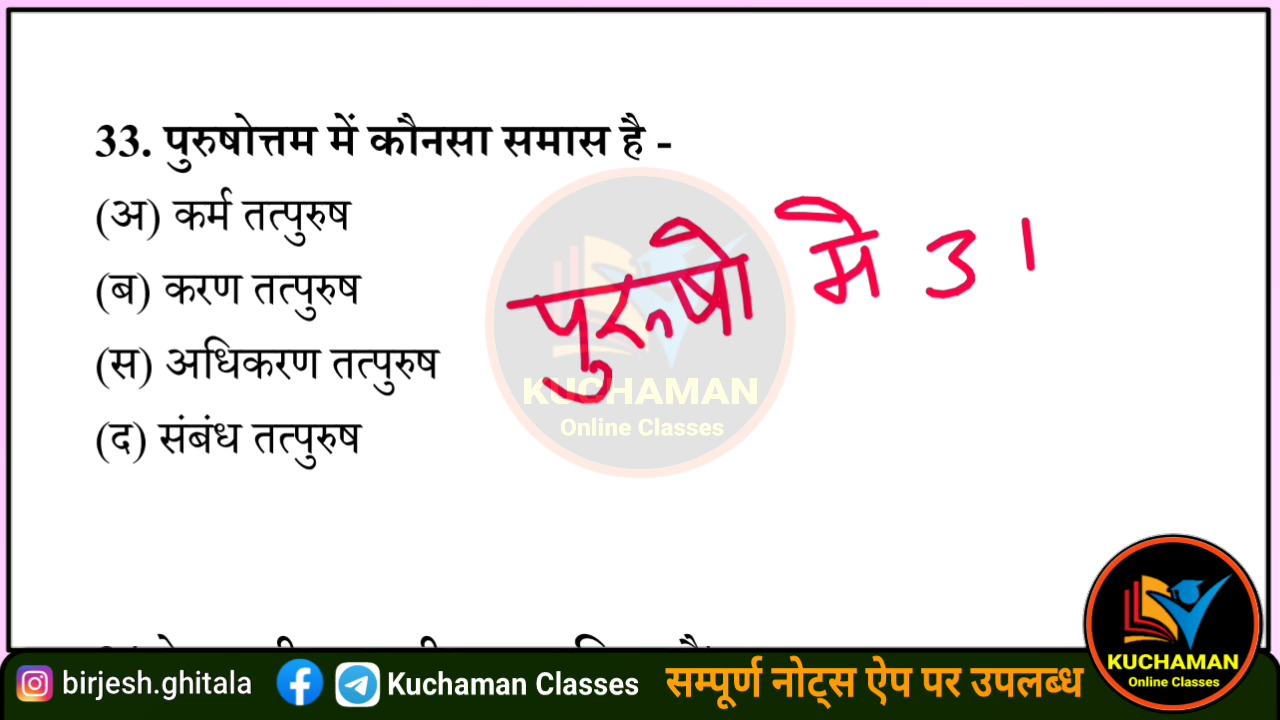 33. पुरुषोत्तम में कौनसा समास है -
(अ) कर्म तत्पुरुष
(ब) करण तत्पुरुष
(स) अधिकरण तत्पुरुष
(द) संबंध तत्पुरुष
पुरूषो मे
KUCHAMAN
Online Classes
birjesh.ghitala
Kuchaman Classes
सम्पूर्ण नोट्स ऐप पर उपलब्ध
KUCHAMAN
Online Classes